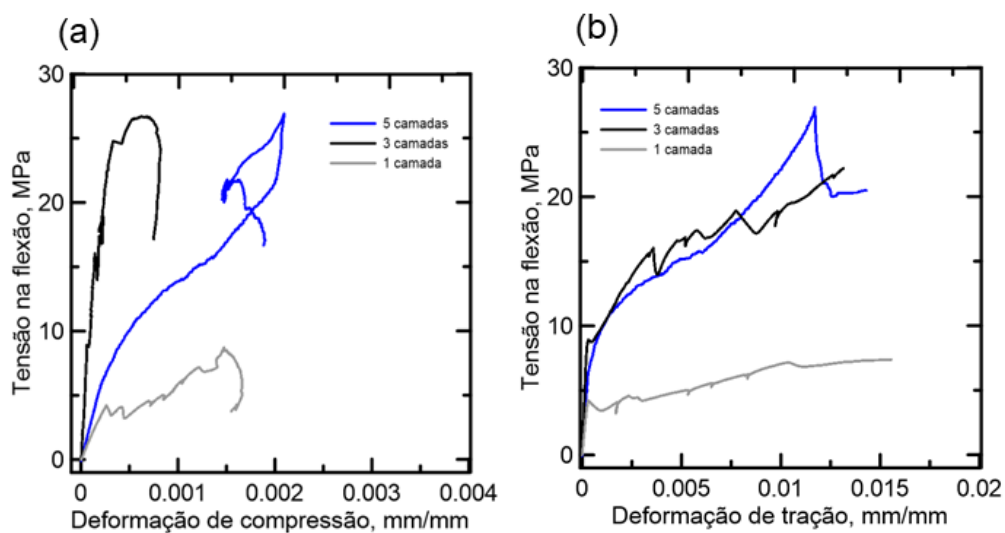 (a)
30
20
10
0
Tensão na flexão, MPa
5 camadas
3 camadas
1 camada
0 0.001 0.002 0.003 0.004
Deformação de compressão, mm/mm
(b)
30
20
10
0
Tensão na flexão, MPa
5 camadas
3 camadas
1 camada
0 0.005 0.01 0.015 0.02
Deformação de tração, mm/mm